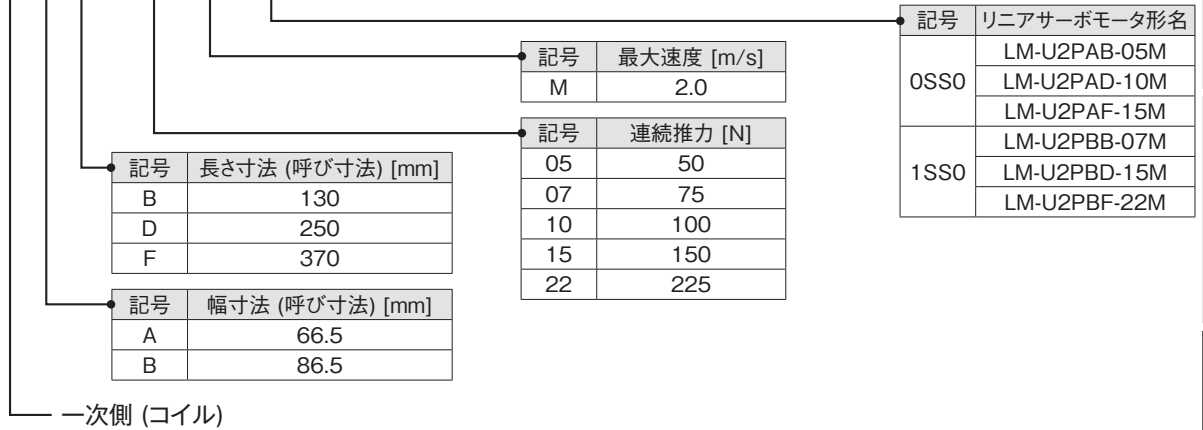 記号 リニアサーボモータ形名
0SS0 LM-U2PAB-05M
LM-U2PAD-10M
LM-U2PAF-15M
1SS0 LM-U2PBB-07M
LM-U2PBD-15M
LM-U2PBF-22M
記号 最大速度 [m/s]
M 2.0
記号 連続推力 [N]
05 50
07 75
10 100
15 150
22 225
記号 長さ寸法 (呼び寸法) [mm]
B 130
D 250
F 370
記号 幅寸法 (呼び寸法) [mm]
A 66.5
B 86.5
一次側 (コイル)